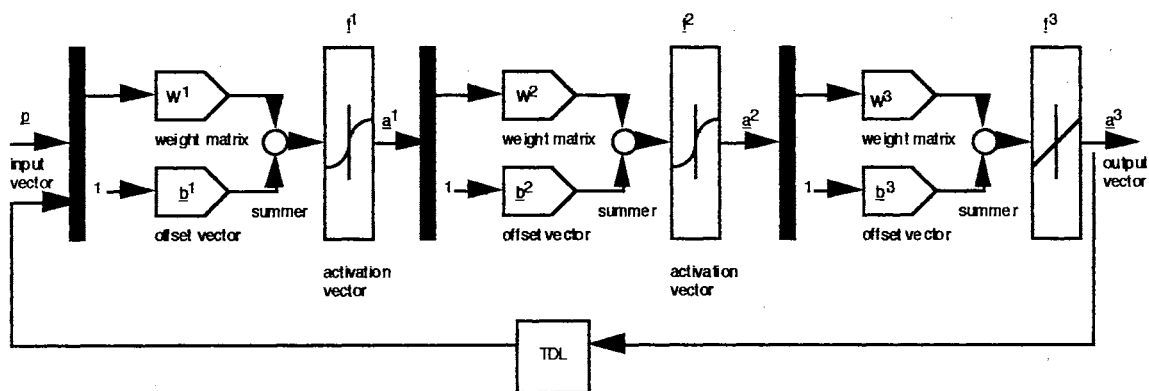 f¹ f² f³
W¹ W² W³
p a¹ a² a³
weight matrix weight matrix weight matrix
input
vector
output
vector
1 b¹ 1 b² 1 b³
summer summer summer
offset vector offset vector offset vector
activation
vector
activation
vector
TDL